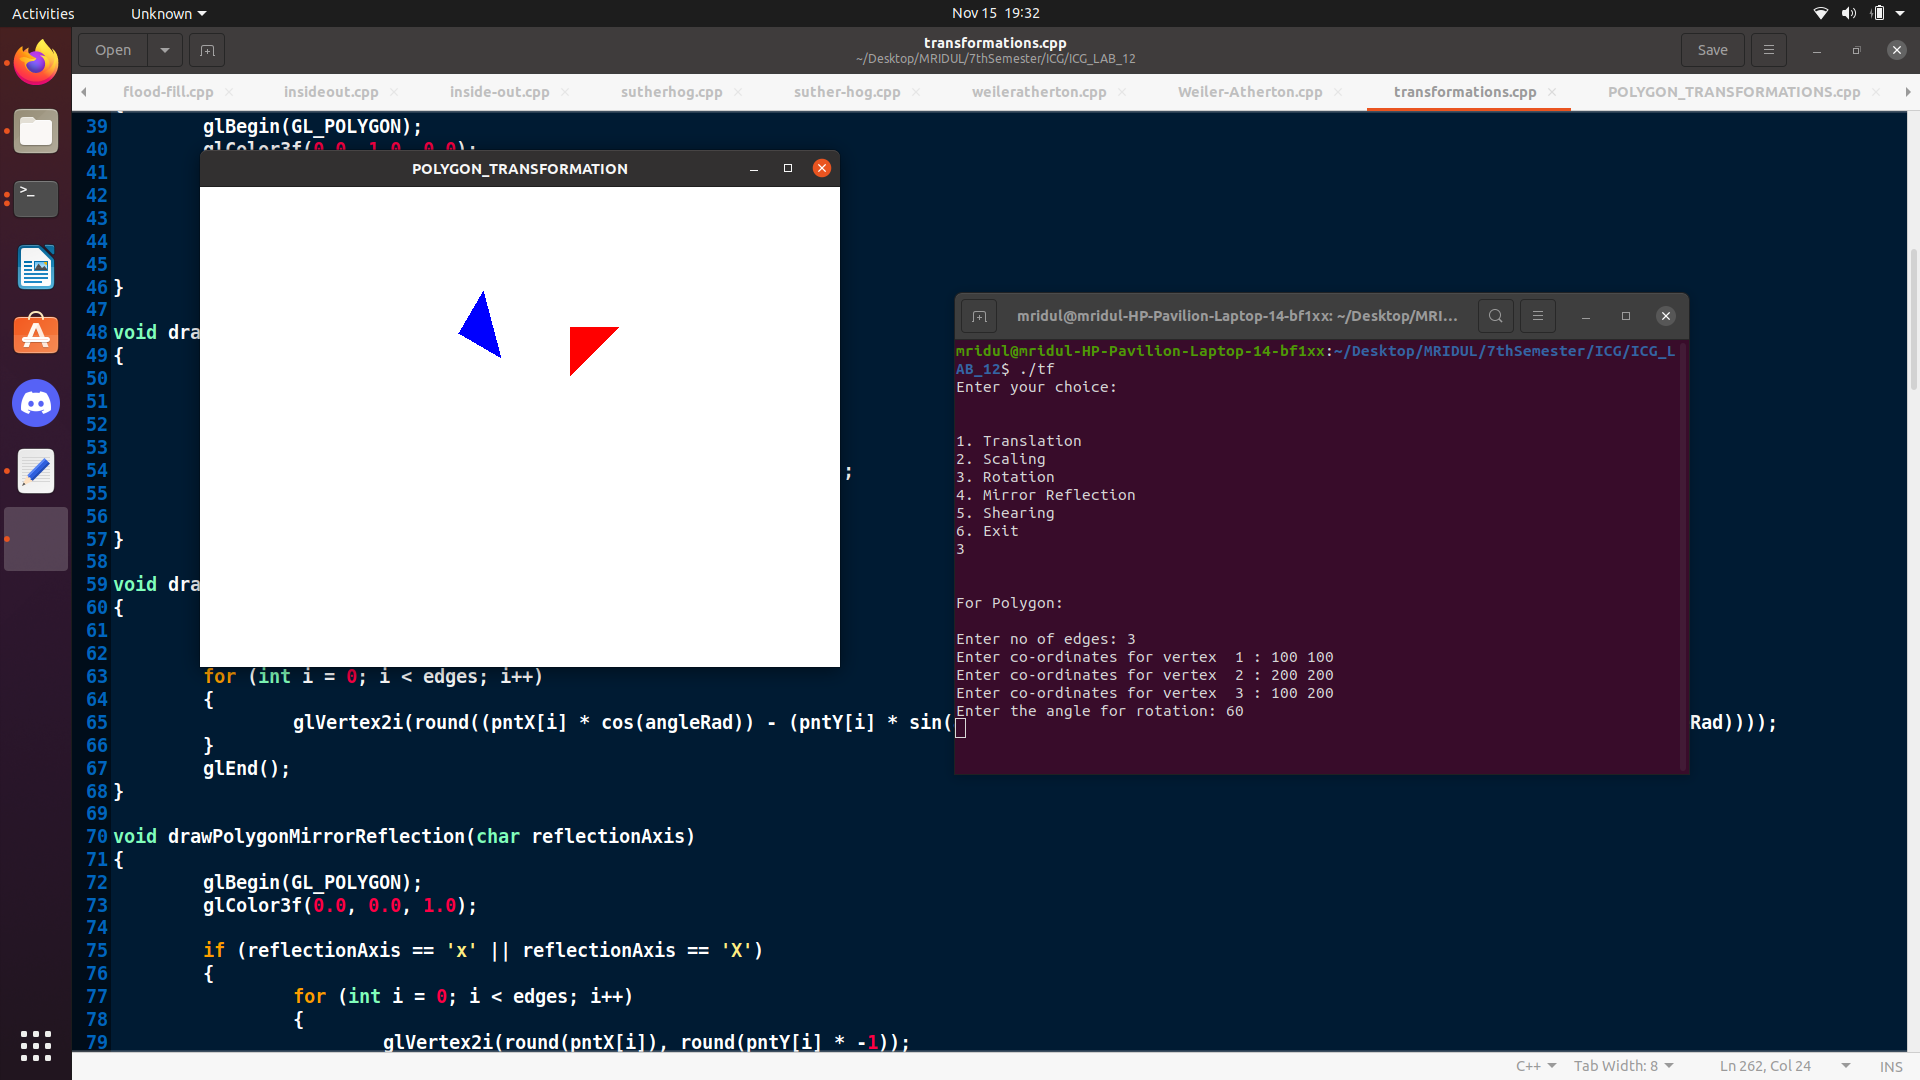 Activities
Unknown
Nov 15 19:32
Open
transformations.cpp
~/Desktop/MRIDUL/7thSemester/ICG/ICG_LAB_12
Save
flood-fill.cpp
insideout.cpp
inside-out.cpp
sutherhog.cpp
suther-hog.cpp
weileratherton.cpp
Weiler-Atherton.cpp
transformations.cpp
POLYGON_TRANSFORMATIONS.cpp
39 glBegin(GL_POLYGON);
40 glColor3f(0.0, 1.0, 0.0);
41
42
43
44
45
46 }
47
48 void dra
49 {
50
51
52
53
54 ;
55
56
57 }
58
59 void dra
60 {
61
62
63 for (int i = 0; i < edges; i++)
64 {
65 glVertex2i(round((pntX[i] * cos(angleRad)) - (pntY[i] * sin( Rad))));
66 }
67 glEnd();
68 }
69
70 void drawPolygonMirrorReflection(char reflectionAxis)
71 {
72 glBegin(GL_POLYGON);
73 glColor3f(0.0, 0.0, 1.0);
74
75 if (reflectionAxis == 'x' || reflectionAxis == 'X')
76 {
77 for (int i = 0; i < edges; i++)
78 {
79 glVertex2i(round(pntX[i]), round(pntY[i] * -1));
POLYGON_TRANSFORMATION
mridul@mridul-HP-Pavilion-Laptop-14-bf1xx: ~/Desktop/MRI...
mridul@mridul-HP-Pavilion-Laptop-14-bf1xx:~/Desktop/MRIDUL/7thSemester/ICG/ICG_L
AB_12$ ./tf
Enter your choice:
1. Translation
2. Scaling
3. Rotation
4. Mirror Reflection
5. Shearing
6. Exit
3
For Polygon:
Enter no of edges: 3
Enter co-ordinates for vertex 1 : 100 100
Enter co-ordinates for vertex 2 : 200 200
Enter co-ordinates for vertex 3 : 100 200
Enter the angle for rotation: 60
C++
Tab Width: 8
Ln 262, Col 24
INS